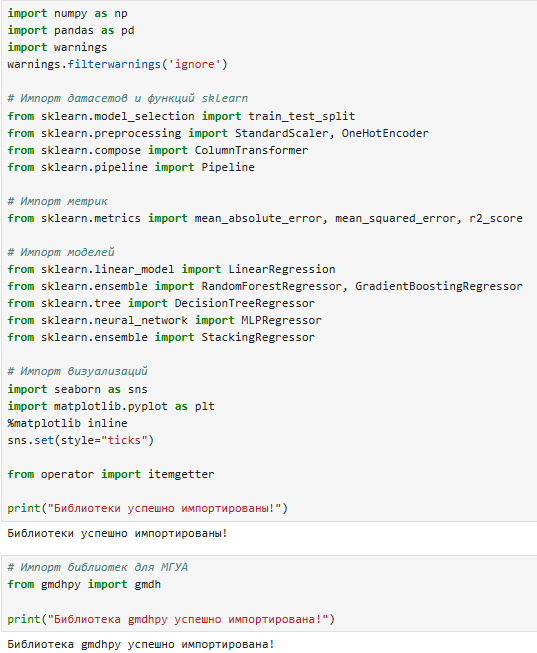 import numpy as np
import pandas as pd
import warnings
warnings.filterwarnings('ignore')
# Импорт датасетов и функций sklearn
from sklearn.model_selection import train_test_split
from sklearn.preprocessing import StandardScaler, OneHotEncoder
from sklearn.compose import ColumnTransformer
from sklearn.pipeline import Pipeline
# Импорт метрик
from sklearn.metrics import mean_absolute_error, mean_squared_error, r2_score
# Импорт моделей
from sklearn.linear_model import LinearRegression
from sklearn.ensemble import RandomForestRegressor, GradientBoostingRegressor
from sklearn.tree import DecisionTreeRegressor
from sklearn.neural_network import MLPRegressor
from sklearn.ensemble import StackingRegressor
# Импорт визуализаций
import seaborn as sns
import matplotlib.pyplot as plt
%matplotlib inline
sns.set(style="ticks")
from operator import itemgetter
print("Библиотеки успешно импортированы!")
Библиотеки успешно импортированы!
# Импорт библиотек для МГУА
from gmdhpy import gmdh
print("Библиотека gmdhpy успешно импортирована!")
Библиотека gmdhpy успешно импортирована!